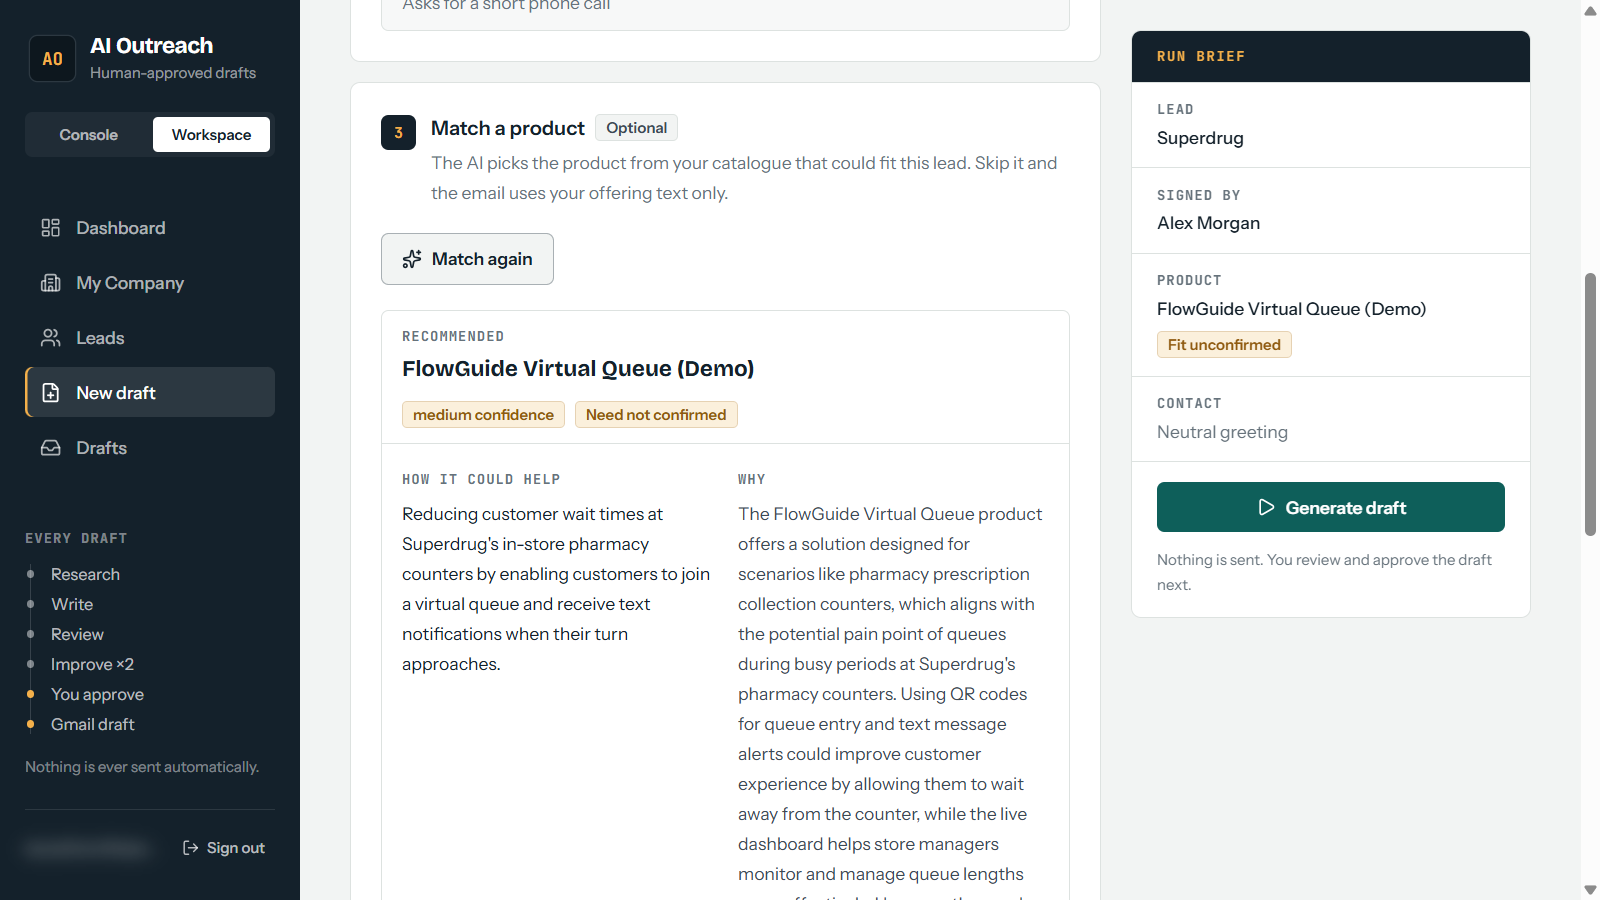 AO
AI Outreach
Human-approved drafts
Console
Workspace
Dashboard
My Company
Leads
New draft
Drafts
EVERY DRAFT
Research
Write
Review
Improve ×2
You approve
Gmail draft
Nothing is ever sent automatically.
Sign out
Asks for a short phone call
3
Match a product
Optional
The AI picks the product from your catalogue that could fit this lead. Skip it and
the email uses your offering text only.
Match again
RECOMMENDED
FlowGuide Virtual Queue (Demo)
medium confidence
Need not confirmed
HOW IT COULD HELP
Reducing customer wait times at
Superdrug's in-store pharmacy
counters by enabling customers to join
a virtual queue and receive text
notifications when their turn
approaches.
WHY
The FlowGuide Virtual Queue product
offers a solution designed for
scenarios like pharmacy prescription
collection counters, which aligns with
the potential pain point of queues
during busy periods at Superdrug's
pharmacy counters. Using QR codes
for queue entry and text message
alerts could improve customer
experience by allowing them to wait
away from the counter, while the live
dashboard helps store managers
monitor and manage queue lengths
RUN BRIEF
LEAD
Superdrug
SIGNED BY
Alex Morgan
PRODUCT
FlowGuide Virtual Queue (Demo)
Fit unconfirmed
CONTACT
Neutral greeting
Generate draft
Nothing is sent. You review and approve the draft
next.